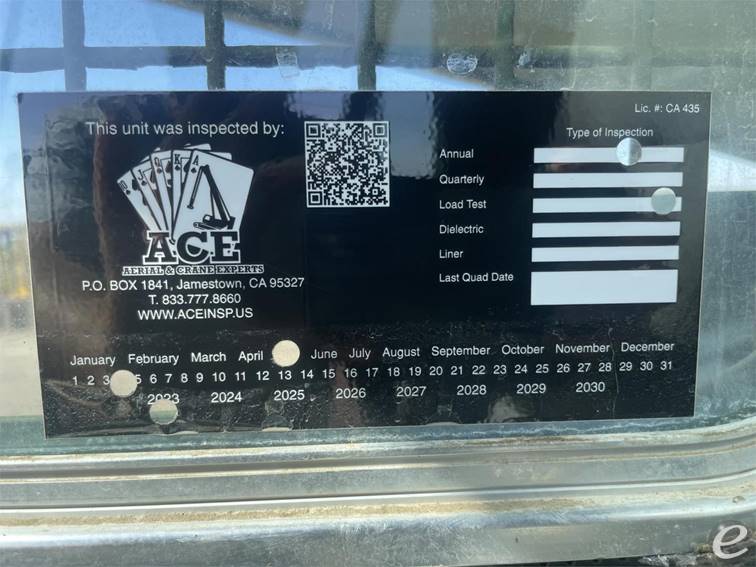 Lic. #: CA 435
This unit was inspected by:
Type of Inspection
Annual
Quarterly
Load Test
Dielectric
Liner
Last Quad Date
10 J Q K A
ACE
AERIAL & CRANE EXPERTS
P.O. BOX 1841, Jamestown, CA 95327
T. 833.777.8660
WWW.ACEINSP.US
January February March April June July August September October November December
1 2 3 5 6 7 8 9 10 11 12 13 14 15 16 17 18 19 20 21 22 23 24 25 26 27 28 29 30 31
2023 2024 2025 2026 2027 2028 2029 2030
e